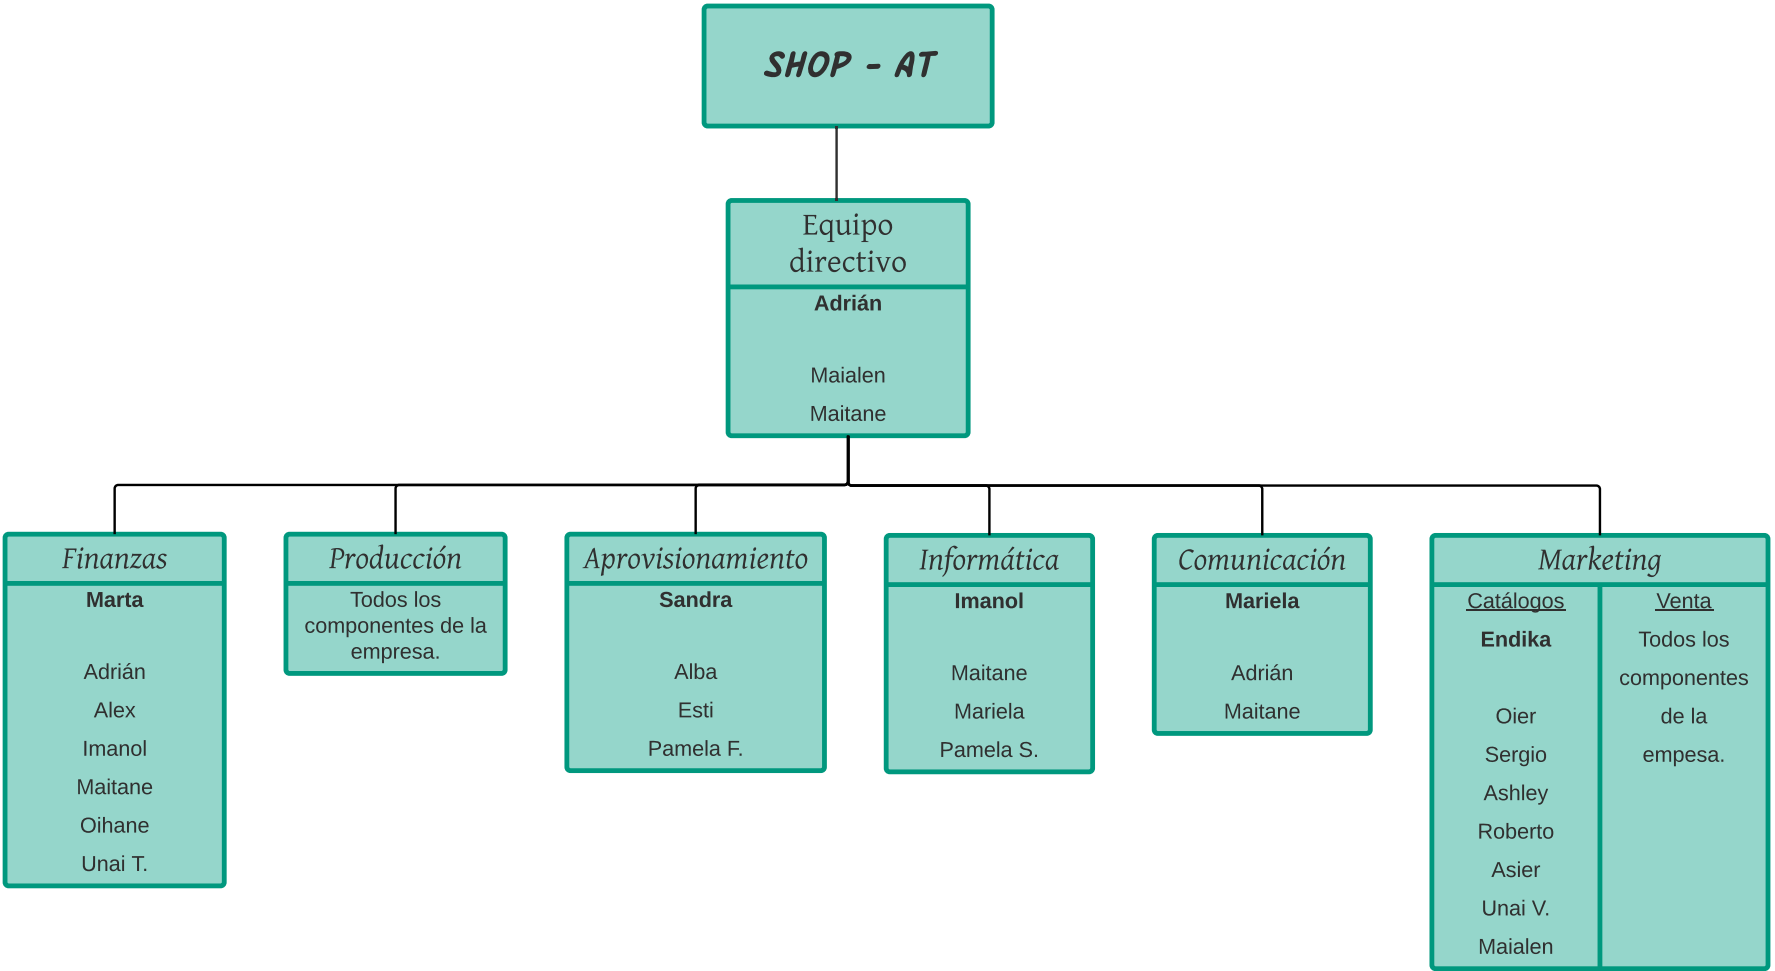 SHOP - AT
Equipo
directivo
Adrián
Maialen
Maitane
Finanzas
Marta
Adrián
Alex
Imanol
Maitane
Oihane
Unai T.
Producción
Todos los
componentes de la
empresa.
Aprovisionamiento
Sandra
Alba
Esti
Pamela F.
Informática
Imanol
Maitane
Mariela
Pamela S.
Comunicación
Mariela
Adrián
Maitane
Marketing
Catálogos
Endika
Oier
Sergio
Ashley
Roberto
Asier
Unai V.
Maialen
Venta
Todos los
componentes
de la
empesa.